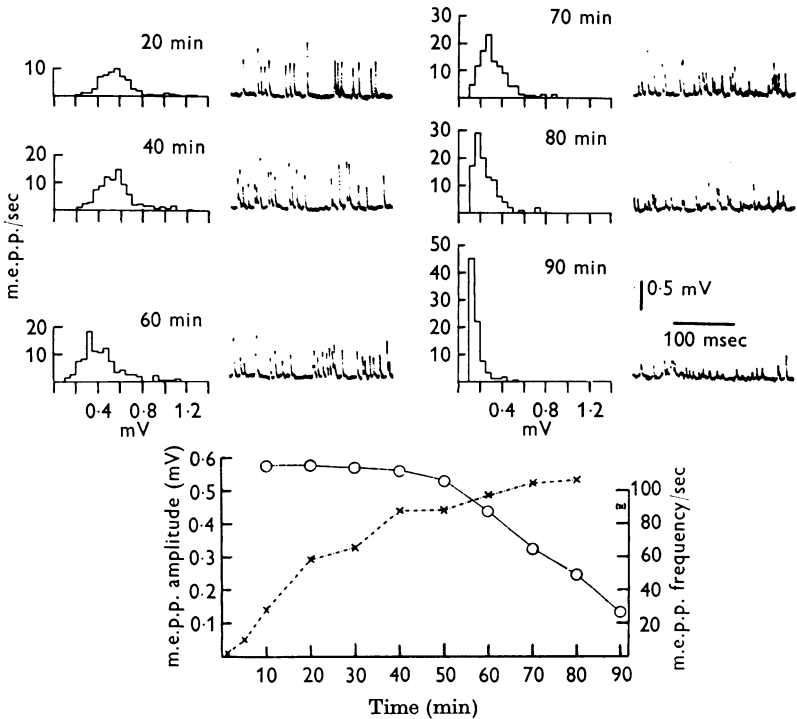 20 min
10
40 min
20
10
60 min
20
10
0·4 0·8 1·2
mV
m.e.p.p./sec
70 min
30
20
10
80 min
30
20
10
90 min
50
40
30
20
10
0·4 0·8 1·2
mV
0·5 mV
100 msec
m.e.p.p. amplitude (mV)
0·6
0·5
0·4
0·3
0·2
0·1
100
80
60
40
20
m.e.p.p. frequency/sec
10 20 30 40 50 60 70 80 90
Time (min)